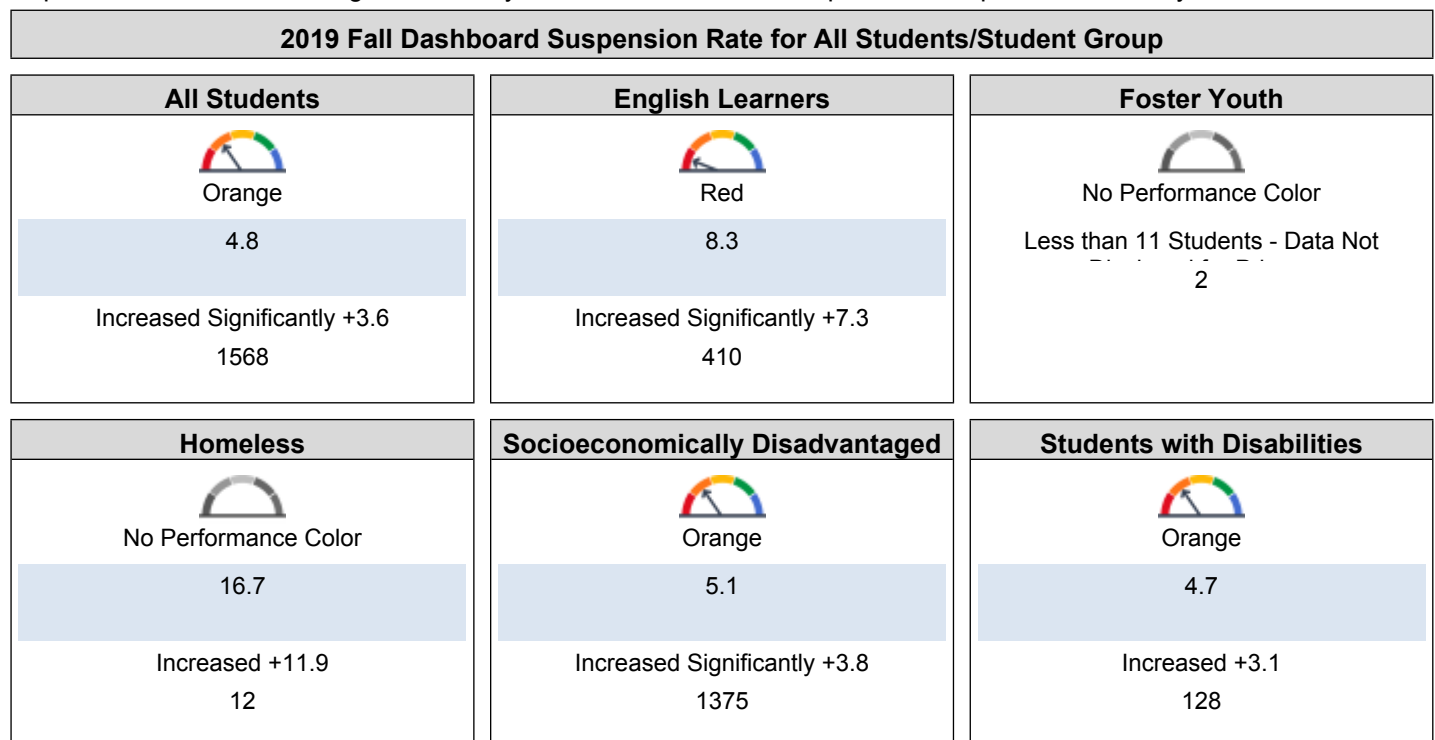 2019 Fall Dashboard Suspension Rate for All Students/Student Group
All Students
Orange
4.8
Increased Significantly +3.6
1568
English Learners
Red
8.3
Increased Significantly +7.3
410
Foster Youth
No Performance Color
Less than 11 Students - Data Not
2
Homeless
No Performance Color
16.7
Increased +11.9
12
Socioeconomically Disadvantaged
Orange
5.1
Increased Significantly +3.8
1375
Students with Disabilities
Orange
4.7
Increased +3.1
128